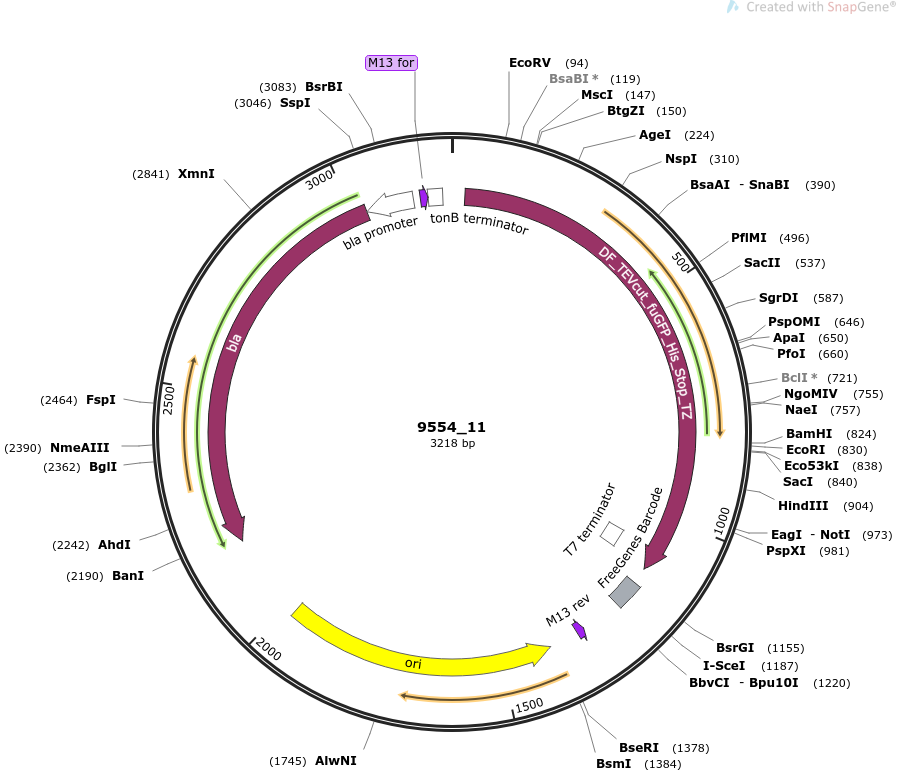 Created with SnapGene®
M13 for
EcoRV (94)
BsaBI * (119)
MscI (147)
BtgZI (150)
AgeI (224)
NspI (310)
BsaAI - SnaBI (390)
PflMI (496)
SacII (537)
SgrDI (587)
PspOMI (646)
ApaI (650)
PfoI (660)
BclI * (721)
NgoMIV (755)
NaeI (757)
BamHI (824)
EcoRI (830)
Eco53kI (838)
SacI (840)
HindIII (904)
EagI - NotI (973)
PspXI (981)
BsrGI (1155)
I-SceI (1187)
BbvCI - Bpu10I (1220)
BseRI (1378)
BsmI (1384)
(1745) AlwNI
(2190) BanI
(2242) AhdI
(2362) BglI
(2390) NmeAIII
(2464) FspI
(2841) XmnI
(3046) SspI
(3083) BsrBI
500
1000
1500
2000
2500
3000
bla promoter
tonB terminator
DF_TEVcut_fuGFP_His_Stop_TZ
bla
9554_11
3218 bp
T7 terminator
FreeGenes Barcode
M13 rev
ori